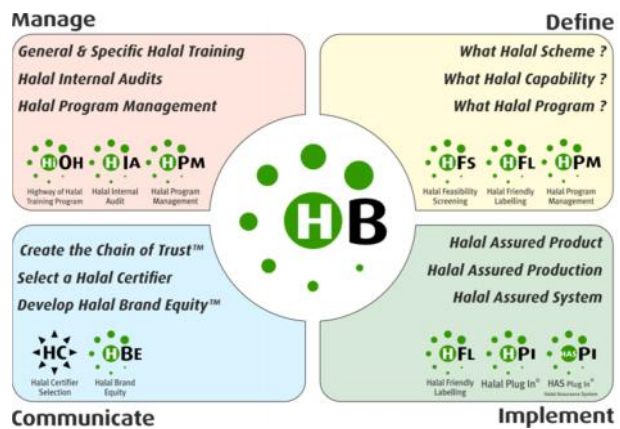 Manage
General & Specific Halal Training
Halal Internal Audits
Halal Program Management
Hi OH
H IA
H PM
Highway of Halal
Training Program
Halal Internal
Audit
Halal Program
Management
Define
What Halal Scheme ?
What Halal Capability ?
What Halal Program ?
H FS
H FL
H PM
Halal Feasibility
Screening
Halal Friendly
Labelling
Halal Program
Management
H B
Create the Chain of Trust™
Select a Halal Certifier
Develop Halal Brand Equity™
HC
H BE
Halal Certifier
Selection
Halal Brand
Equity
Communicate
Halal Assured Product
Halal Assured Production
Halal Assured System
H FL
H PI
HAS PI
Halal Friendly
Labelling
Halal Plug In®
HAS Plug In®
Halal Assurance System
Implement